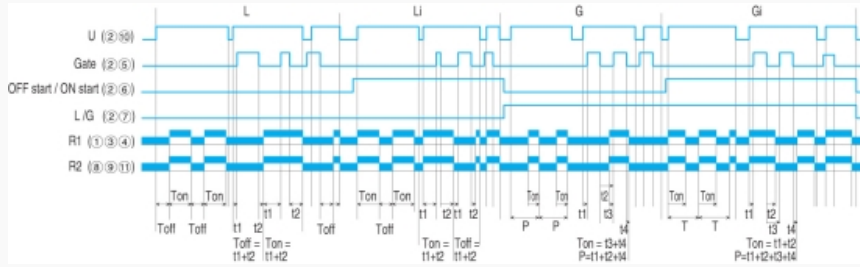 L Li G Gi
U (②⑩)
Gate (②⑤)
OFF start / ON start (②⑥)
L /G (②⑦)
R1 (①③④)
R2 (⑧⑨⑪)
Ton Ton t1 t2 Ton Ton t1 t2 t1 t2 Ton Ton t2 Ton Ton t1 t2
t1 t3
Toff Toff t1 t2 Toff Toff Toff P P t4 T T t3 t4
Toff = Ton = Ton = Toff = Ton = t3+t4 Ton = t1+t2
t1+t2 t1+t2 t1+t2 t1+t2 P=t1+t2+t4 P=t1+t2+t3+t4